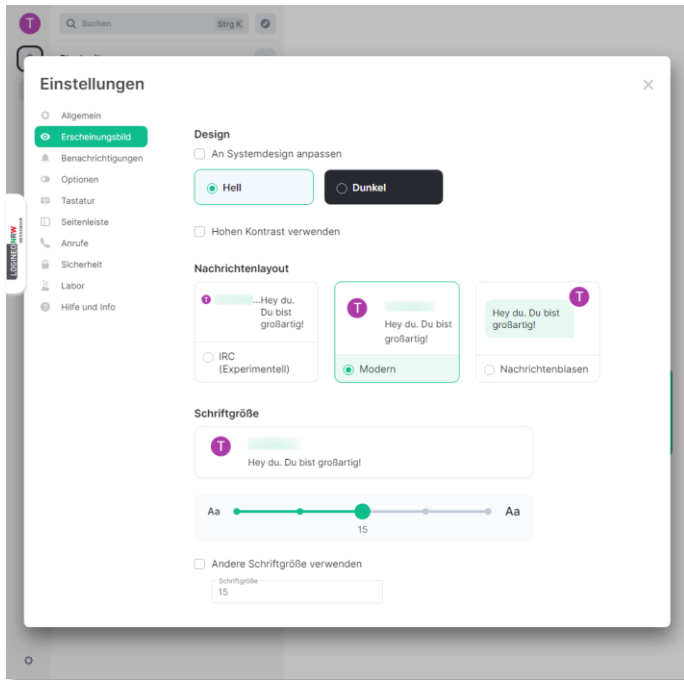 T
Suchen
Strg K
Einstellungen
Allgemein
Erscheinungsbild
Benachrichtigungen
Optionen
Tastatur
Seitenleiste
Anrufe
Sicherheit
Labor
Hilfe und Info
LOGINEO NRW
MESSENGER
Design
An Systemdesign anpassen
Hell
Dunkel
Hohen Kontrast verwenden
Nachrichtenlayout
T
...Hey du.
Du bist
großartig!
IRC
(Experimentell)
T
Hey du. Du bist
großartig!
Modern
T
Hey du. Du bist
großartig!
Nachrichtenblasen
Schriftgröße
T
Hey du. Du bist großartig!
Aa
Aa
15
Andere Schriftgröße verwenden
Schriftgröße
15